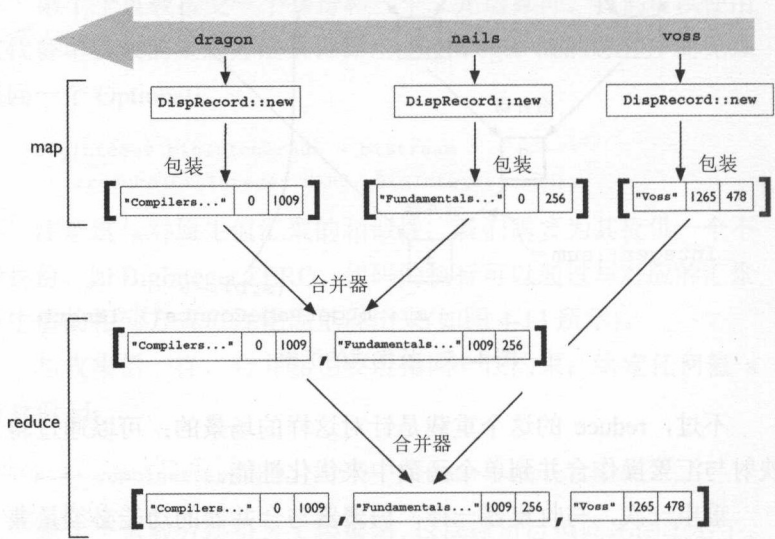 dragon nails voss
DispRecord::new DispRecord::new DispRecord::new
map
包装 包装 包装
["Compilers..." 0 1009] ["Fundamentals..." 0 256] ["Voss" 1265 478]
合并器
["Compilers..." 0 1009, "Fundamentals..." 1009 256]
reduce
合并器
["Compilers..." 0 1009, "Fundamentals..." 1009 256, "Voss" 1265 478]